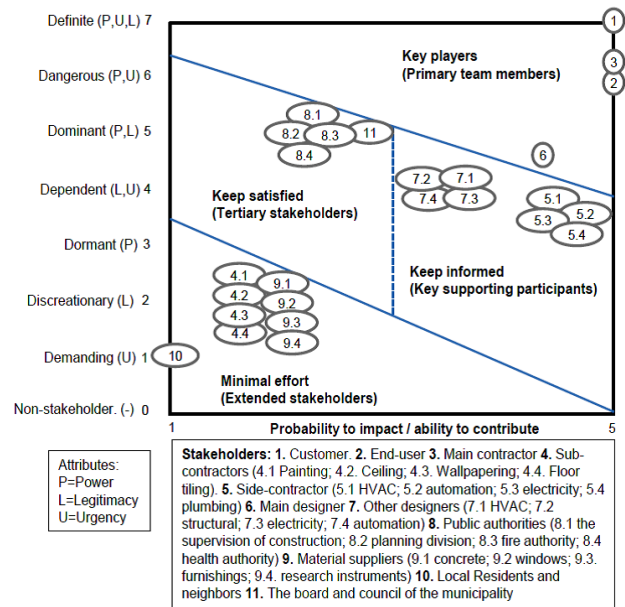 Definite (P,U,L) 7
1
Key players
(Primary team members)
3
Dangerous (P,U) 6
2
8.1
Dominant (P,L) 5
8.2
8.3
11
8.4
6
7.2
7.1
Dependent (L,U) 4
7.4
7.3
5.1
Keep satisfied
(Tertiary stakeholders)
5.3
5.2
5.4
Dormant (P) 3
4.1
9.1
Keep informed
(Key supporting participants)
4.2
9.2
Discreationary (L) 2
4.3
9.3
4.4
9.4
Demanding (U) 1
10
Minimal effort
(Extended stakeholders)
Non-stakeholder. (-) 0
1
Probability to impact / ability to contribute
5
Attributes:
P=Power
L=Legitimacy
U=Urgency
Stakeholders: 1. Customer. 2. End-user 3. Main contractor 4. Sub-
contractors (4.1 Painting; 4.2. Ceiling; 4.3. Wallpapering; 4.4. Floor
tiling). 5. Side-contractor (5.1 HVAC; 5.2 automation; 5.3 electricity; 5.4
plumbing) 6. Main designer 7. Other designers (7.1 HVAC; 7.2
structural; 7.3 electricity; 7.4 automation) 8. Public authorities (8.1 the
supervision of construction; 8.2 planning division; 8.3 fire authority; 8.4
health authority) 9. Material suppliers (9.1 concrete; 9.2 windows; 9.3.
furnishings; 9.4. research instruments) 10. Local Residents and
neighbors 11. The board and council of the municipality